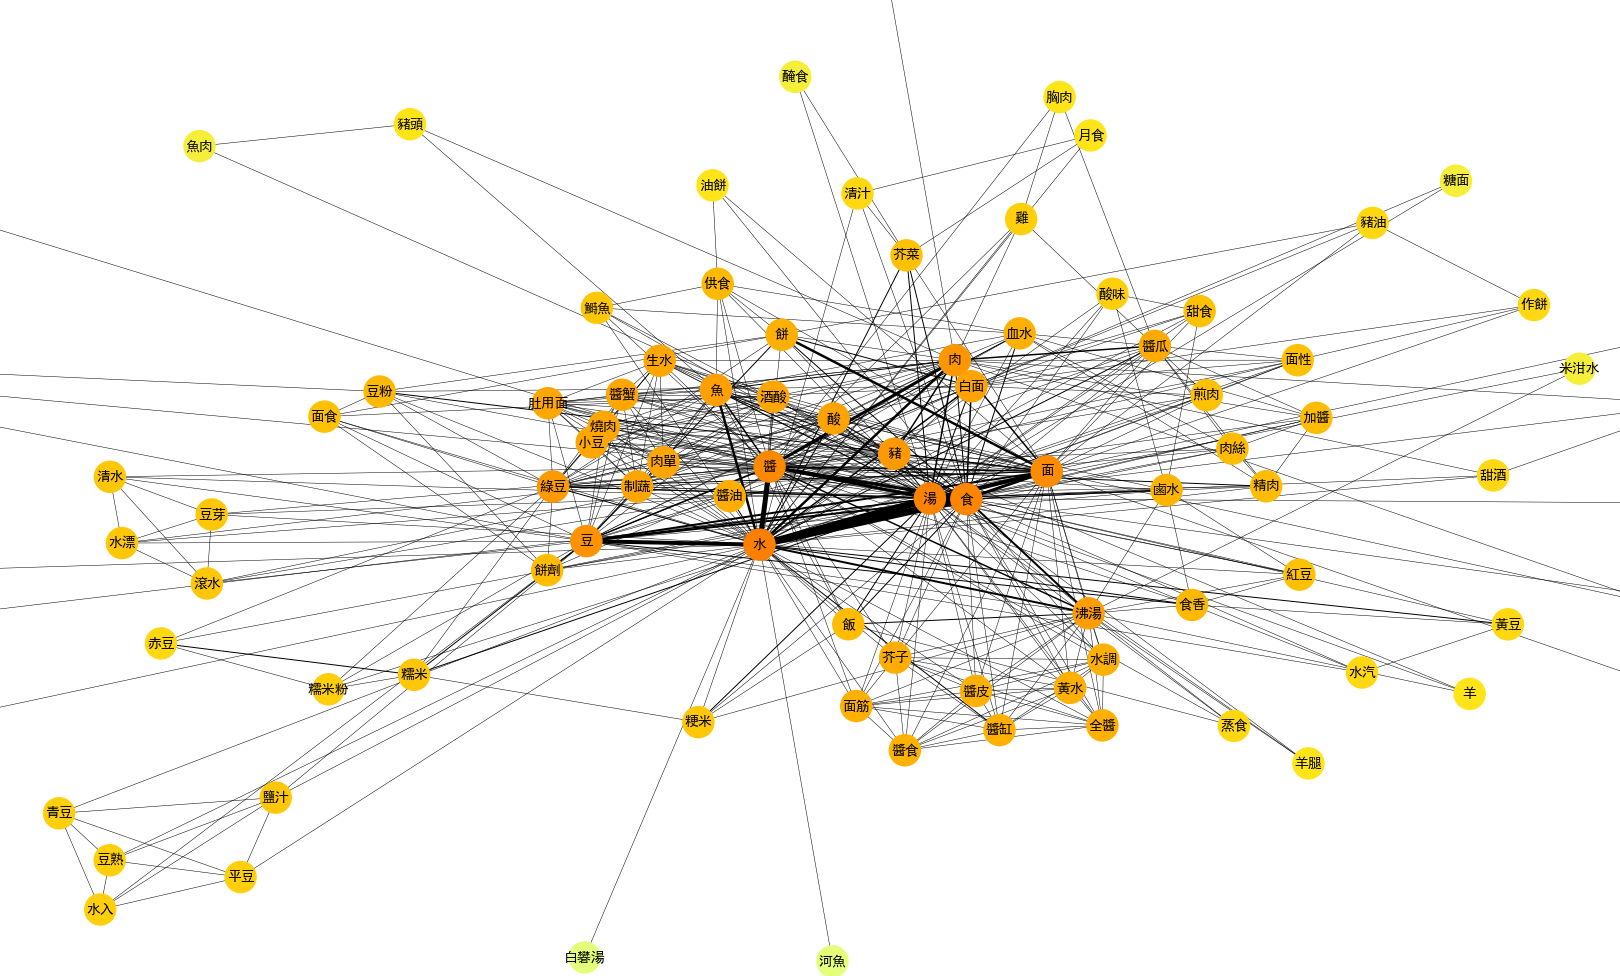 醃食
胸肉
豬頭
月食
魚肉
糖面
油餅
清汁
雞
豬油
芥菜
供食
酸味
作餅
鰤魚
甜食
餅
血水
醬瓜
生水
肉
面性
米泔水
白面
豆粉
魚
醬蟹
酒酸
煎肉
肚用面
面食
酸
加醬
燒肉
小豆
肉絲
豬
肉單
醬
面
清水
甜酒
綠豆
制蔬
精肉
鹵水
醬油
湯
食
豆芽
水漂
豆
水
餅劑
紅豆
滾水
食香
沸湯
飯
黃豆
赤豆
芥子
水調
水汽
糯米
糯米粉
黃水
醬皮
羊
面筋
粳米
全醬
蒸食
醬缸
醬食
羊腿
鹽汁
青豆
豆熟
平豆
水入
白礬湯
河魚